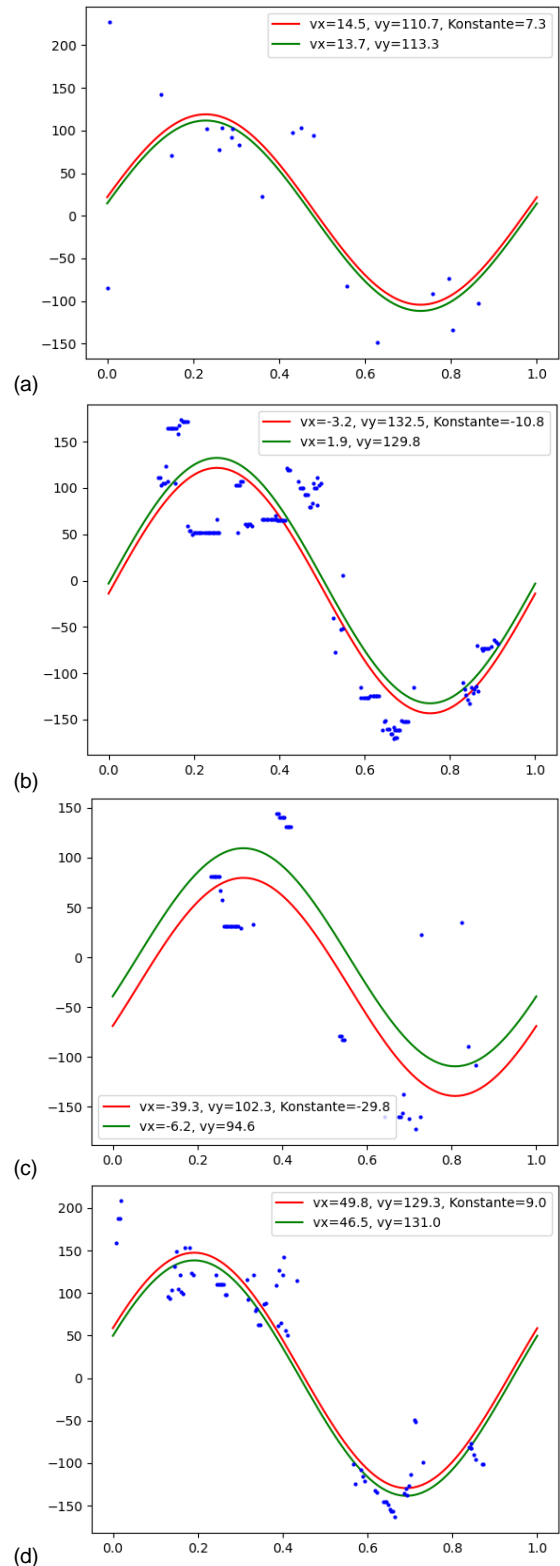 vx=14.5, vy=110.7, Konstante=7.3
vx=13.7, vy=113.3
200
150
100
50
0
−50
−100
−150
0.0 0.2 0.4 0.6 0.8 1.0
(a)
vx=-3.2, vy=132.5, Konstante=-10.8
vx=1.9, vy=129.8
150
100
50
0
−50
−100
−150
0.0 0.2 0.4 0.6 0.8 1.0
(b)
150
100
50
0
−50
−100
−150
vx=-39.3, vy=102.3, Konstante=-29.8
vx=-6.2, vy=94.6
0.0 0.2 0.4 0.6 0.8 1.0
(c)
vx=49.8, vy=129.3, Konstante=9.0
vx=46.5, vy=131.0
200
150
100
50
0
−50
−100
−150
0.0 0.2 0.4 0.6 0.8 1.0
(d)